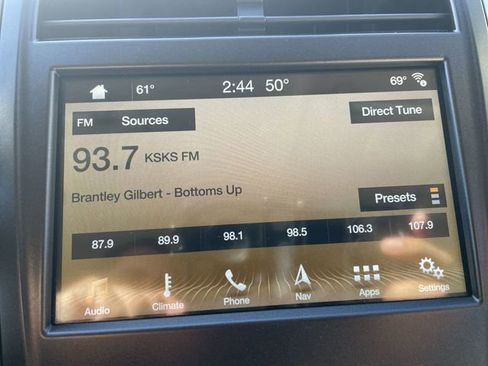 61° 2:44 50° 69°
FM Sources Direct Tune
93.7 KSKS FM
Brantley Gilbert - Bottoms Up
Presets
87.9 89.9 98.1 98.5 106.3 107.9
Audio Climate Phone Nav Apps Settings